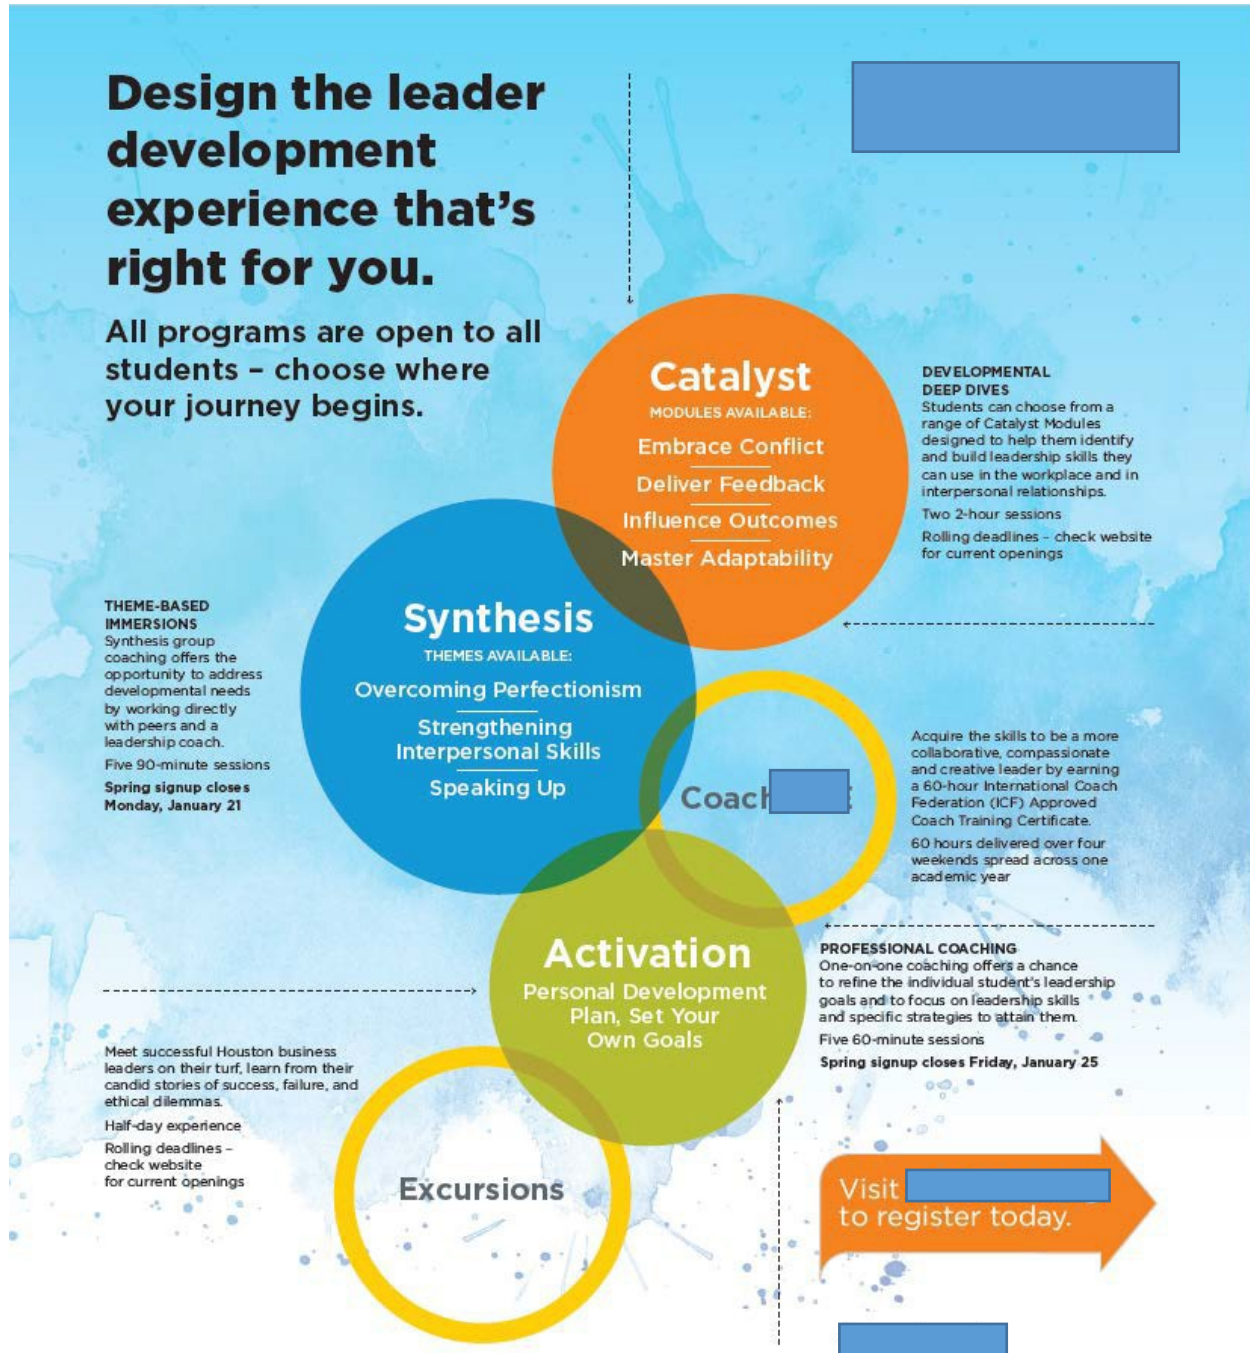 Design the leader
development
experience that's
right for you.
All programs are open to all
students – choose where
your journey begins.
Catalyst
MODULES AVAILABLE:
Embrace Conflict
Deliver Feedback
Influence Outcomes
Master Adaptability
DEVELOPMENTAL
DEEP DIVES
Students can choose from a
range of Catalyst Modules
designed to help them identify
and build leadership skills they
can use in the workplace and in
interpersonal relationships.
Two 2-hour sessions
Rolling deadlines – check website
for current openings
THEME-BASED
IMMERSIONS
Synthesis group
coaching offers the
opportunity to address
developmental needs
by working directly
with peers and a
leadership coach.
Five 90-minute sessions
Spring signup closes
Monday, January 21
Synthesis
THEMES AVAILABLE:
Overcoming Perfectionism
Strengthening
Interpersonal Skills
Speaking Up
Coach
Acquire the skills to be a more
collaborative, compassionate
and creative leader by earning
a 60-hour International Coach
Federation (ICF) Approved
Coach Training Certificate.
60 hours delivered over four
weekends spread across one
academic year
Activation
Personal Development
Plan, Set Your
Own Goals
PROFESSIONAL COACHING
One-on-one coaching offers a chance
to refine the individual student's leadership
goals and to focus on leadership skills
and specific strategies to attain them.
Five 60-minute sessions
Spring signup closes Friday, January 25
Meet successful Houston business
leaders on their turf, learn from their
candid stories of success, failure, and
ethical dilemmas.
Half-day experience
Rolling deadlines –
check website
for current openings
Excursions
Visit
to register today.